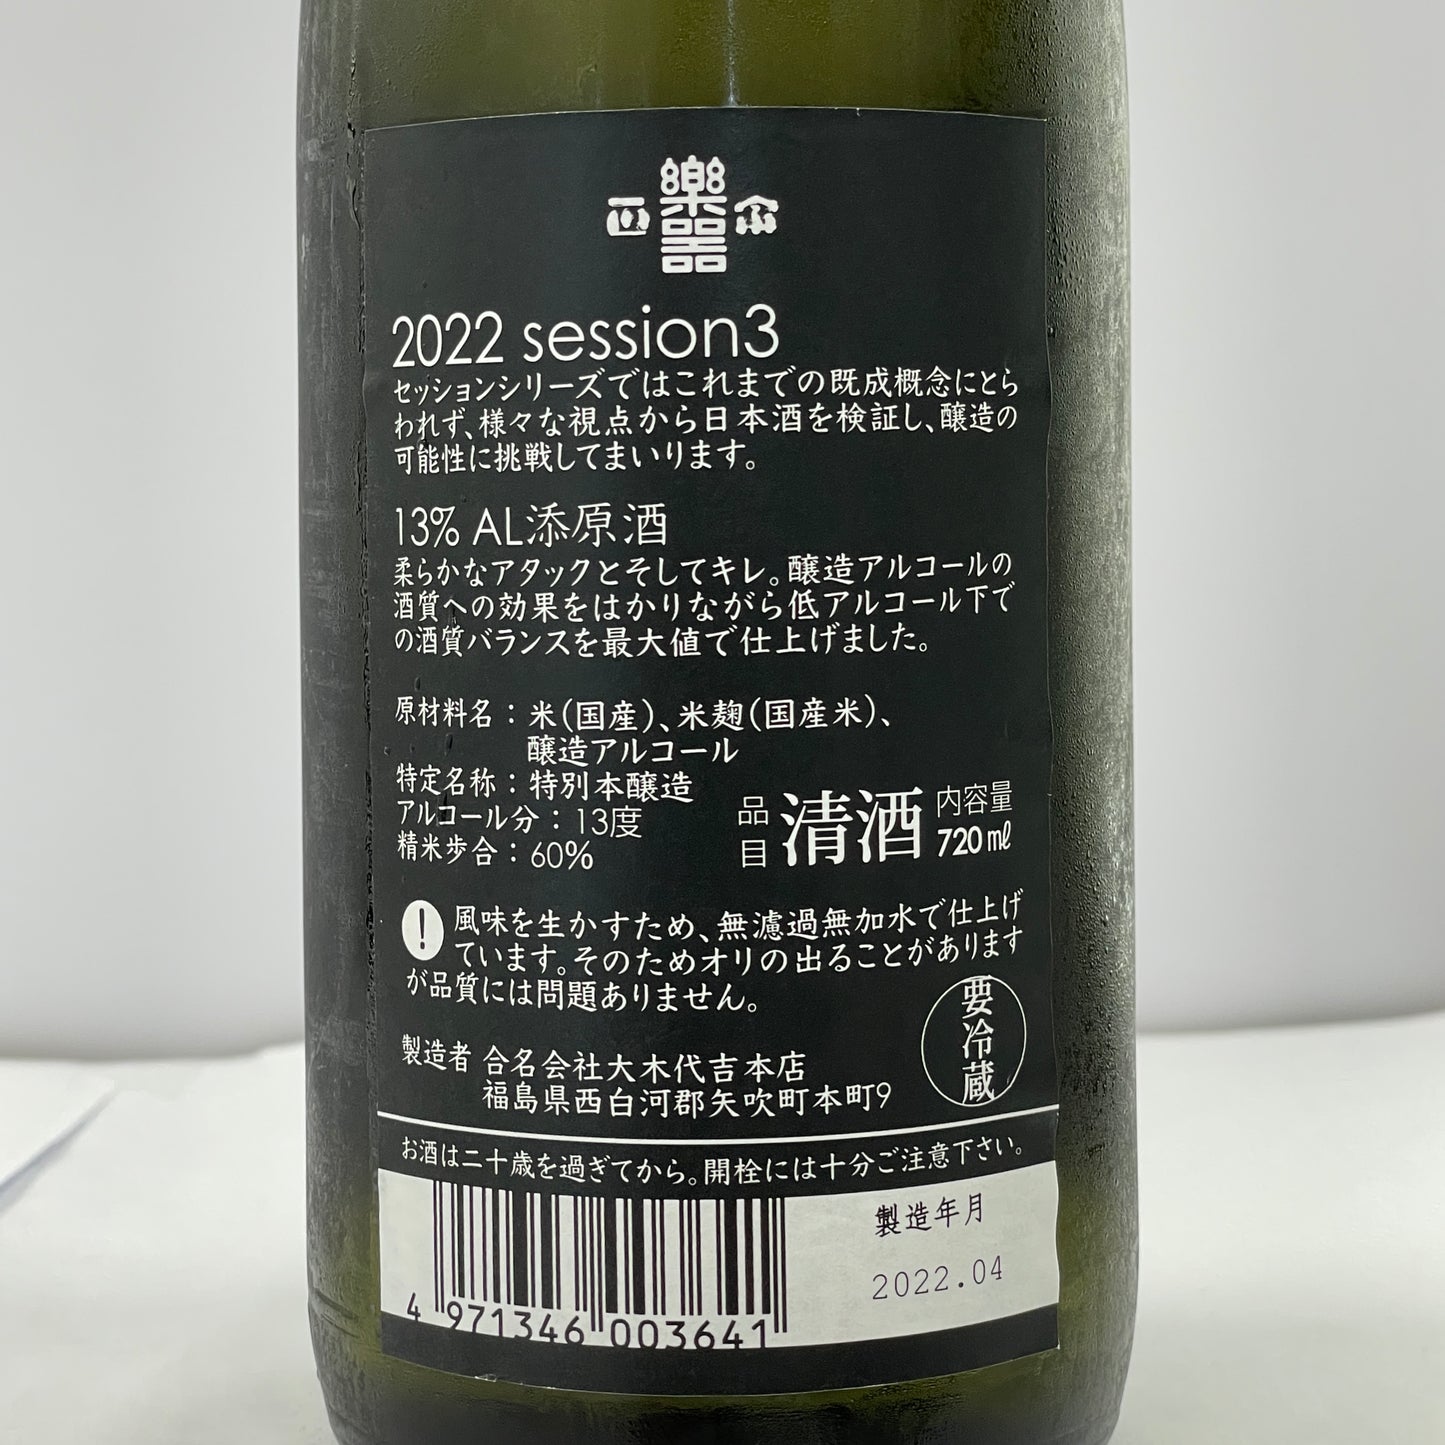 樂器
正宗
2022 session3
セッションシリーズではこれまでの既成概念にとら
われず、様々な視点から日本酒を検証し、醸造の
可能性に挑戦してまいります。
13% AL添原酒
柔らかなアタックとそしてキレ。醸造アルコールの
酒質への効果をはかりながら低アルコール下で
の酒質バランスを最大値で仕上げました。
原材料名：米(国産)、米麹(国産米)、
醸造アルコール
特定名称：特別本醸造
アルコール分：13度
精米歩合：60%
品目 清酒 内容量 720㎖
! 風味を生かすため、無濾過無加水で仕上げ
ています。そのためオリの出ることがあります
が品質には問題ありません。
要冷蔵
製造者 合名会社大木代吉本店
福島県西白河郡矢吹町本町9
お酒は二十歳を過ぎてから。開栓には十分ご注意下さい。
製造年月
2022.04
4 971346 003641